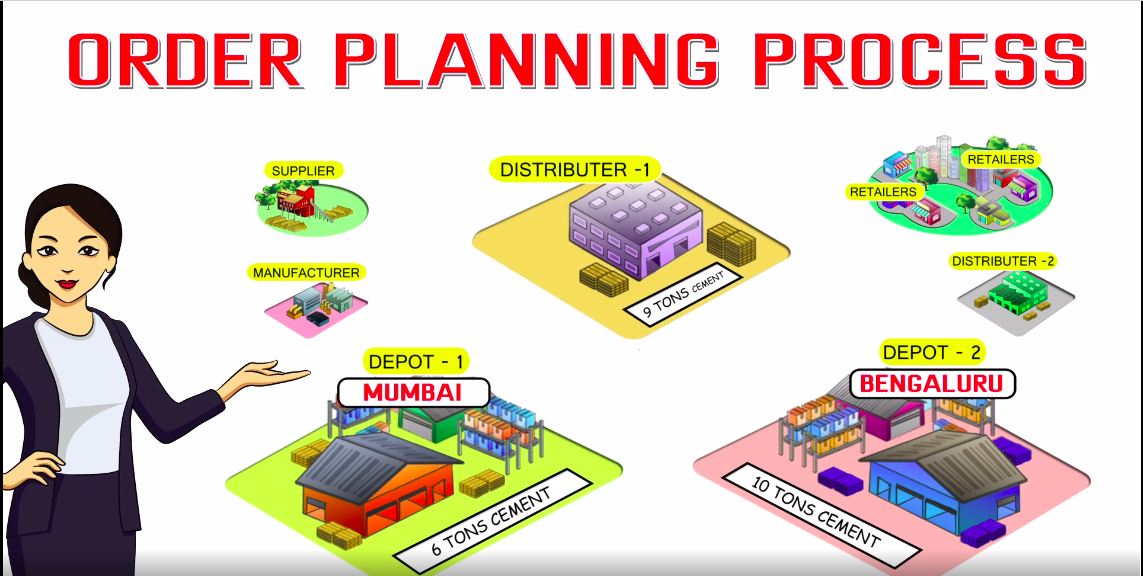 ORDER PLANNING PROCESS
SUPPLIER
DISTRIBUTER -1
RETAILERS
RETAILERS
MANUFACTURER
DISTRIBUTER -2
9 TONS CEMENT
DEPOT - 1
MUMBAI
DEPOT - 2
BENGALURU
6 TONS CEMENT
10 TONS CEMENT